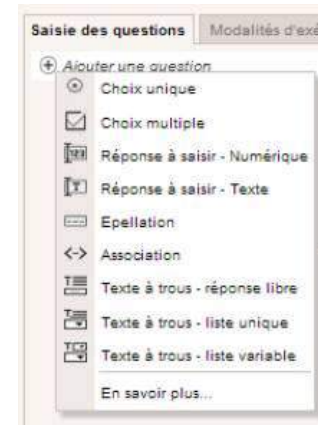 Saisie des questions Modalités d'exé
Ajouter une question
Choix unique
Choix multiple
Réponse à saisir - Numérique
Réponse à saisir - Texte
Epellation
Association
Texte à trous - réponse libre
Texte à trous - liste unique
Texte à trous - liste variable
En savoir plus...